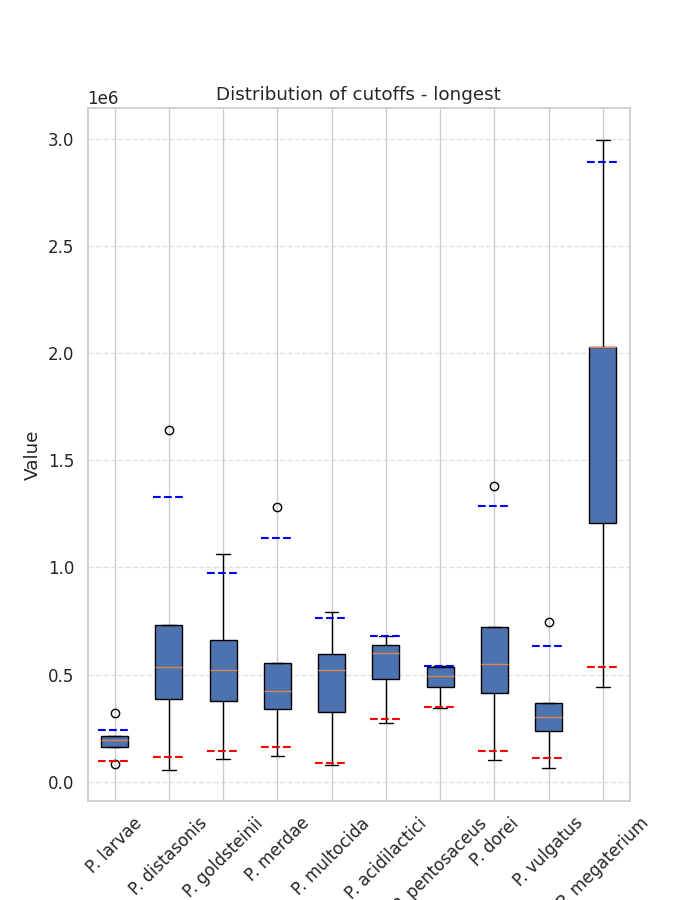 Distribution of cutoffs - longest
1e6
3.0
2.5
2.0
1.5
1.0
0.5
0.0
Value
P. larvae
P. distasonis
P. goldsteinii
P. merdae
P. multocida
P. acidilactici
P. pentosaceus
P. dorei
P. vulgatus
P. megaterium